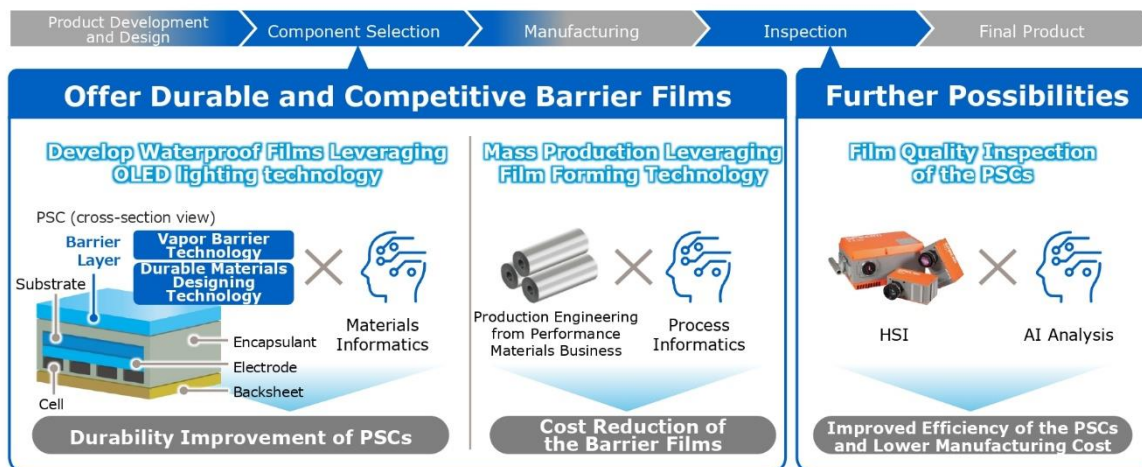 Product Development
and Design
Component Selection
Manufacturing
Inspection
Final Product
Offer Durable and Competitive Barrier Films
Develop Waterproof Films Leveraging
OLED lighting technology
PSC (cross-section view)
Barrier
Layer
Vapor Barrier
Technology
Durable Materials
Designing
Technology
Substrate
Encapsulant
Electrode
Backsheet
Cell
Materials
Informatics
Durability Improvement of PSCs
Mass Production Leveraging
Film Forming Technology
Production Engineering
from Performance
Materials Business
Process
Informatics
Cost Reduction of
the Barrier Films
Further Possibilities
Film Quality Inspection
of the PSCs
HSI
AI Analysis
Improved Efficiency of the PSCs
and Lower Manufacturing Cost